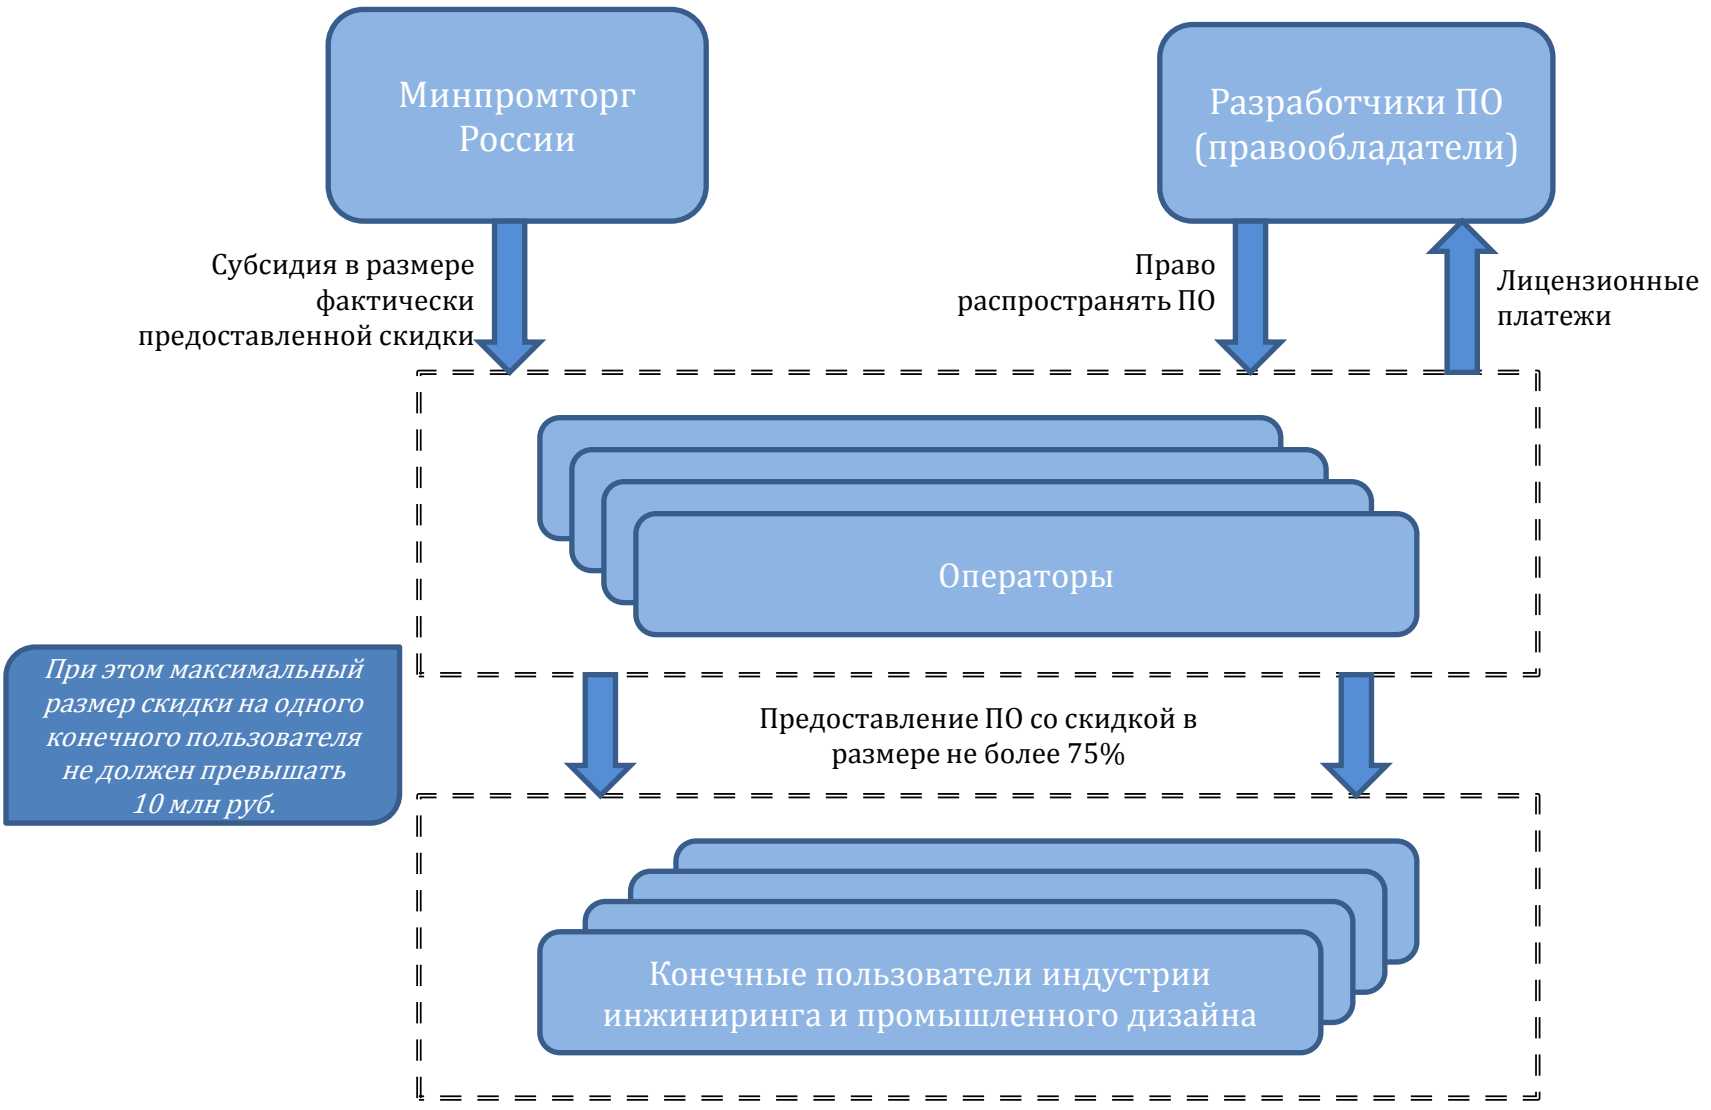 Минпромторг
России
Разработчики ПО
(правообладатели)
Субсидия в размере
фактически
предоставленной скидки
Право
распространять ПО
Лицензионные
платежи
Операторы
При этом максимальный
размер скидки на одного
конечного пользователя
не должен превышать
10 млн руб.
Предоставление ПО со скидкой в
размере не более 75%
Конечные пользователи индустрии
инжиниринга и промышленного дизайна